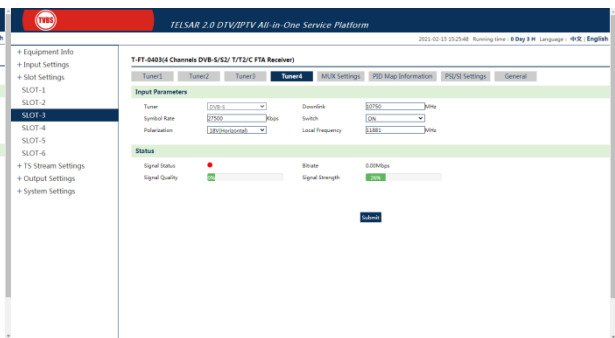 TVBS
TELSAR 2.0 DTV/IPTV All-in-One Service Platform
2021-02-15 15:25:48 Running time : 0 Day 3 H Language : 中文 | English
+ Equipment Info
+ Input Settings
+ Slot Settings
SLOT-1
SLOT-2
SLOT-3
SLOT-4
SLOT-5
SLOT-6
+ TS Stream Settings
+ Output Settings
+ System Settings
T-FT-0403(4 Channels DVB-S/S2/ T/T2/C FTA Receiver)
Tuner1 Tuner2 Tuner3 Tuner4 MUX Settings PID Map Information PSI/SI Settings General
Input Parameters
Tuner DVB-S Downlink 10750 MHz
Symbol Rate 27500 Kbps Switch ON
Polarization 18V(Horizontal) Local Frequency 11881 MHz
Status
Signal Status Bitrate 0.00Mbps
Signal Quality 0% Signal Strength
Submit